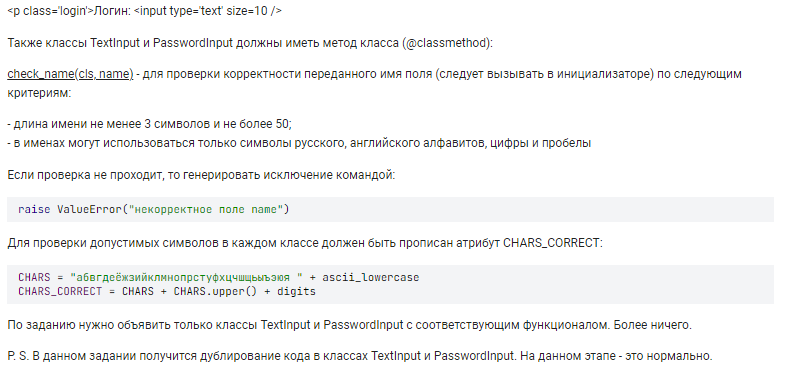 <p class='login'>Логин: <input type='text' size=10 />
Также классы TextInput и PasswordInput должны иметь метод класса (@classmethod):
check_name(cls, name) - для проверки корректности переданного имя поля (следует вызывать в инициализаторе) по следующим
критериям:
- длина имени не менее 3 символов и не более 50;
- в именах могут использоваться только символы русского, английского алфавитов, цифры и пробелы
Если проверка не проходит, то генерировать исключение командой:
raise ValueError("некорректное поле name")
Для проверки допустимых символов в каждом классе должен быть прописан атрибут CHARS_CORRECT:
CHARS = "абвгдеёжзийклмнопрстуфхцчшщьыъэюя " + ascii_lowercase
CHARS_CORRECT = CHARS + CHARS.upper() + digits
По заданию нужно объявить только классы TextInput и PasswordInput с соответствующим функционалом. Более ничего.
P. S. В данном задании получится дублирование кода в классах TextInput и PasswordInput. На данном этапе - это нормально.